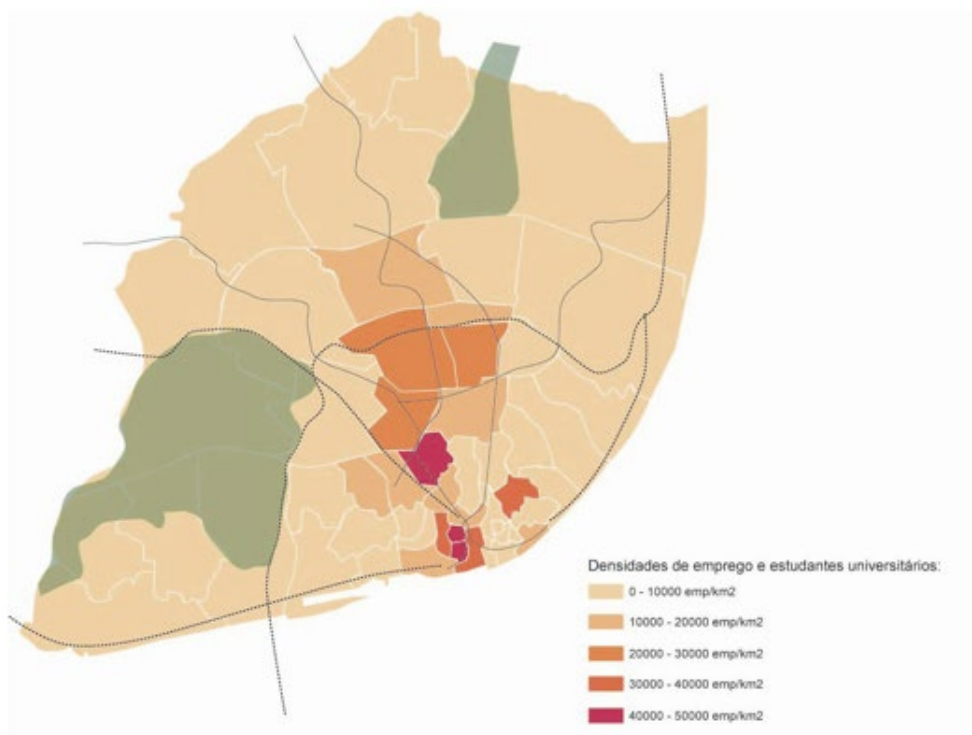 Densidades de emprego e estudantes universitários:
0 - 10000 emp/km2
10000 - 20000 emp/km2
20000 - 30000 emp/km2
30000 - 40000 emp/km2
40000 - 50000 emp/km2